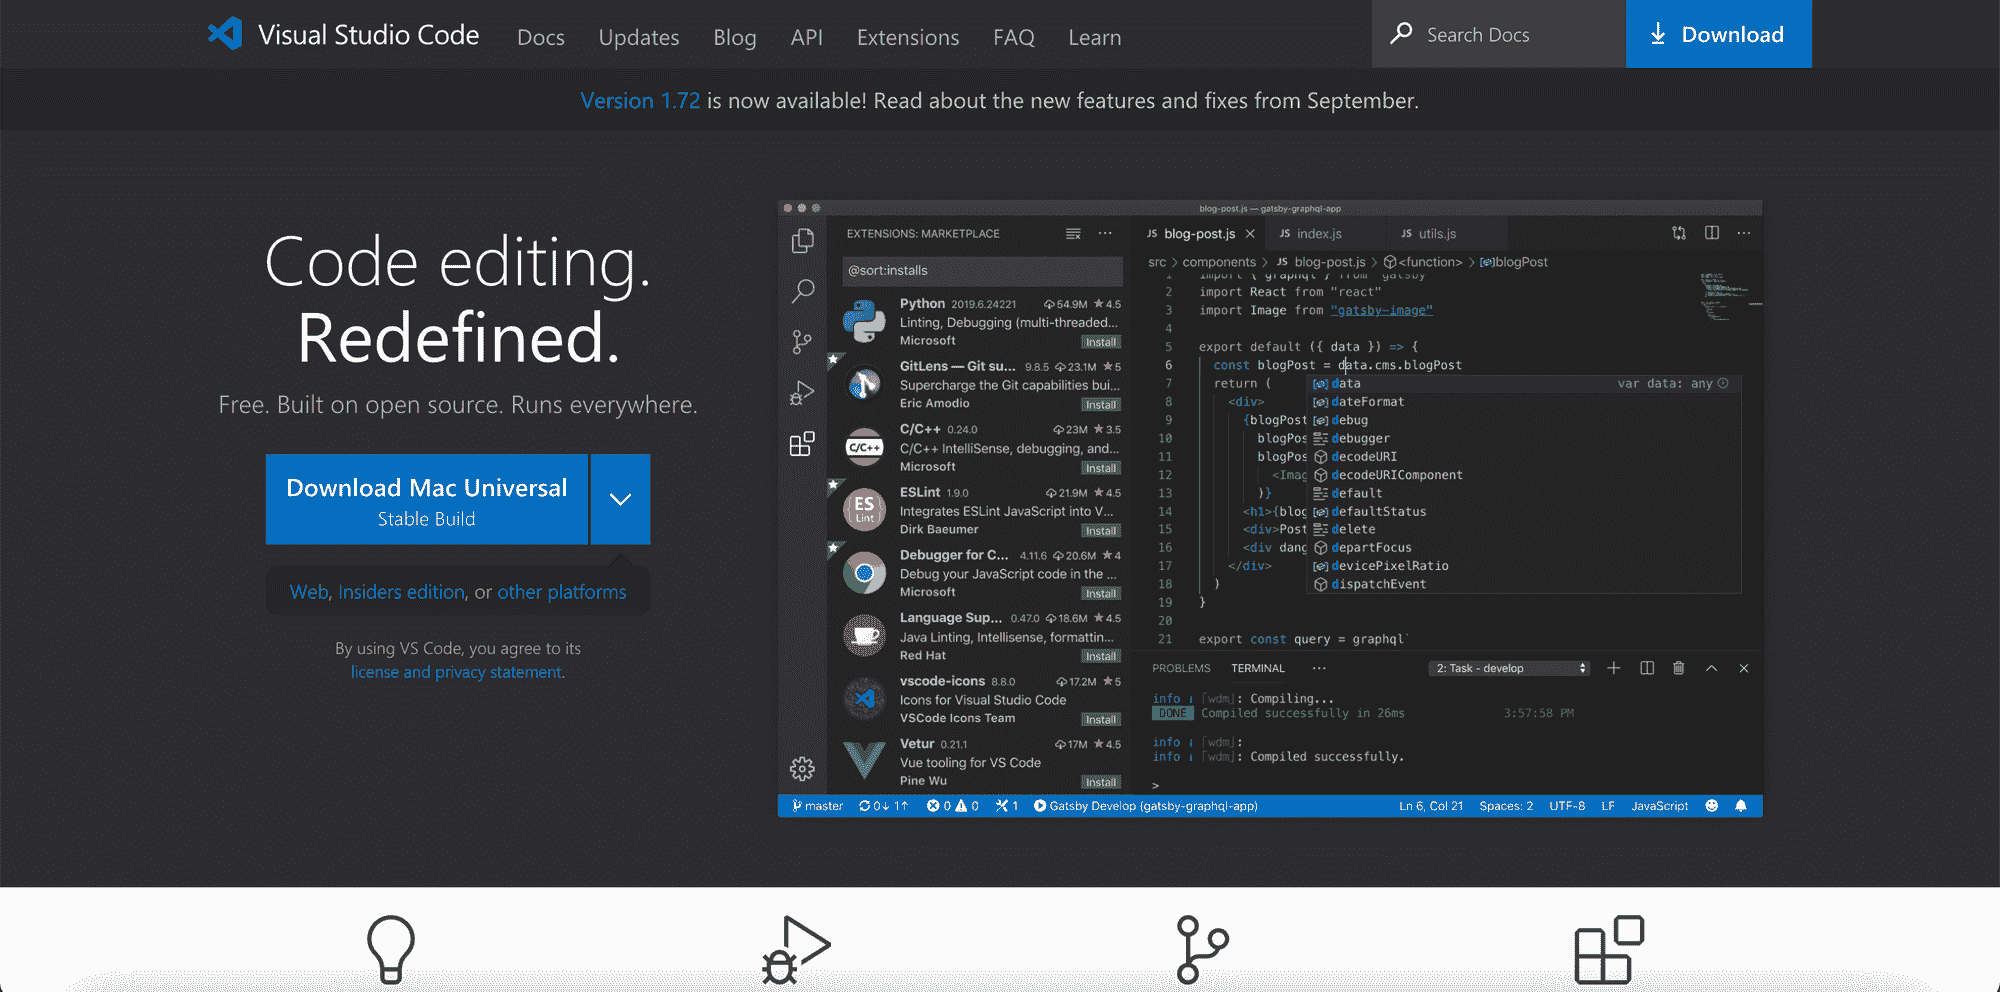 Visual Studio Code
Docs
Updates
Blog
API
Extensions
FAQ
Learn
Search Docs
Download
Version 1.72 is now available! Read about the new features and fixes from September.
Code editing.
Redefined.
Free. Built on open source. Runs everywhere.
Download Mac Universal
Stable Build
Web, Insiders edition, or other platforms
By using VS Code, you agree to its
license and privacy statement.
blog-post.js — gatsby-graphql-app
EXTENSIONS: MARKETPLACE
@sort:installs
Python 2019.6.24221 54.9M 4.5
Linting, Debugging (multi-threaded...
Microsoft Install
GitLens — Git su... 9.8.5 23.1M 5
Supercharge the Git capabilities bui...
Eric Amodio Install
C/C++ 0.24.0 23M 3.5
C/C++
C/C++ IntelliSense, debugging, and...
Microsoft Install
ESLint 1.9.0 21.9M 4.5
ES
Lint
Integrates ESLint JavaScript into V...
Dirk Baeumer Install
Debugger for C... 4.11.6 20.6M 4
Debug your JavaScript code in the ...
Microsoft Install
Language Sup... 0.47.0 18.6M 4.5
Java Linting, Intellisense, formattin...
Red Hat Install
vscode-icons 8.8.0 17.2M 5
Icons for Visual Studio Code
VSCode Icons Team Install
Vetur 0.21.1 17M 4.5
Vue tooling for VS Code
Pine Wu Install
JS blog-post.js
JS index.js
JS utils.js
src > components > JS blog-post.js > <function> > blogPost
1 import { graphql } from "gatsby"
2 import React from "react"
3 import Image from "gatsby-image"
4
5 export default ({ data }) => {
6 const blogPost = data.cms.blogPost
7 return (
8 <div>
9 {blogPost
10 blogPos
11 blogPos
12 <Imag
13 )}
14 <h1>{blog
15 <div>Post
16 <div dang
17 </div>
18 )
19 }
20
21 export const query = graphql`
data var data: any
dateFormat
debug
debugger
decodeURI
decodeURIComponent
default
defaultStatus
delete
departFocus
devicePixelRatio
dispatchEvent
PROBLEMS
TERMINAL
...
2: Task - develop
info ｢wdm｣: Compiling...
DONE Compiled successfully in 26ms 3:57:58 PM
info ｢wdm｣:
info ｢wdm｣: Compiled successfully.
>
master 0↓ 1↑ 0 0 1 Gatsby Develop (gatsby-graphql-app)
Ln 6, Col 21 Spaces: 2 UTF-8 LF JavaScript